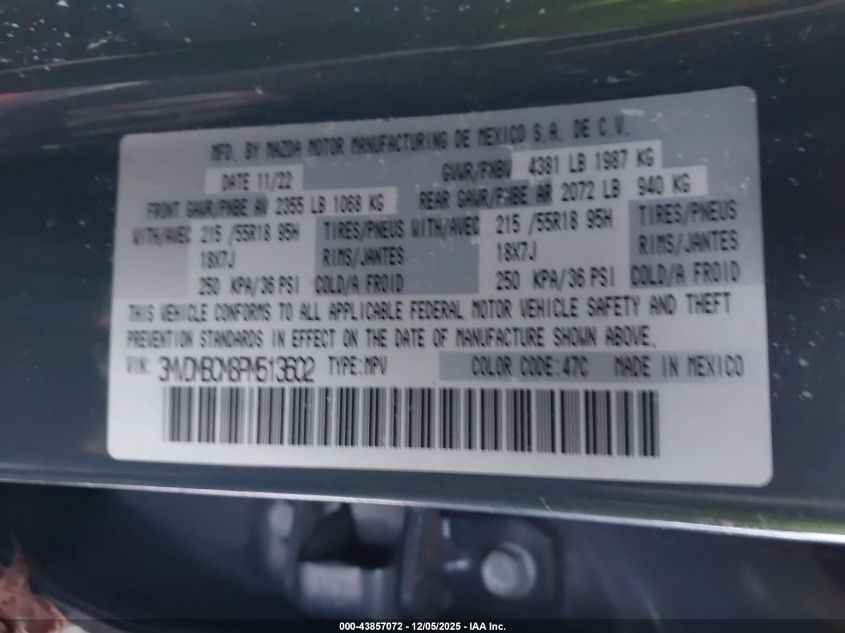 MFD. BY MAZDA MOTOR MANUFACTURING DE MEXICO S.A. DE C.V.
DATE 11/22 GVWR/PNBV 4381 LB 1987 KG
FRONT GAWR/PNBE AV 2355 LB 1068 KG REAR GAWR/PNBE AR 2072 LB 940 KG
WITH/AVEC 215 /55R18 95H TIRES/PNEUS WITH/AVEC 215 /55R18 95H TIRES/PNEUS
18X7J RIMS/JANTES 18X7J RIMS/JANTES
250 KPA/36 PSI COLD/A FROID 250 KPA/36 PSI COLD/A FROID
THIS VEHICLE CONFORMS TO ALL APPLICABLE FEDERAL MOTOR VEHICLE SAFETY AND THEFT
PREVENTION STANDARDS IN EFFECT ON THE DATE OF MANUFACTURE SHOWN ABOVE.
VIN: 3MVDMBCM8PM513602 TYPE:MPV COLOR CODE:47C MADE IN MEXICO
000-43857072 - 12/05/2025 - IAA Inc.